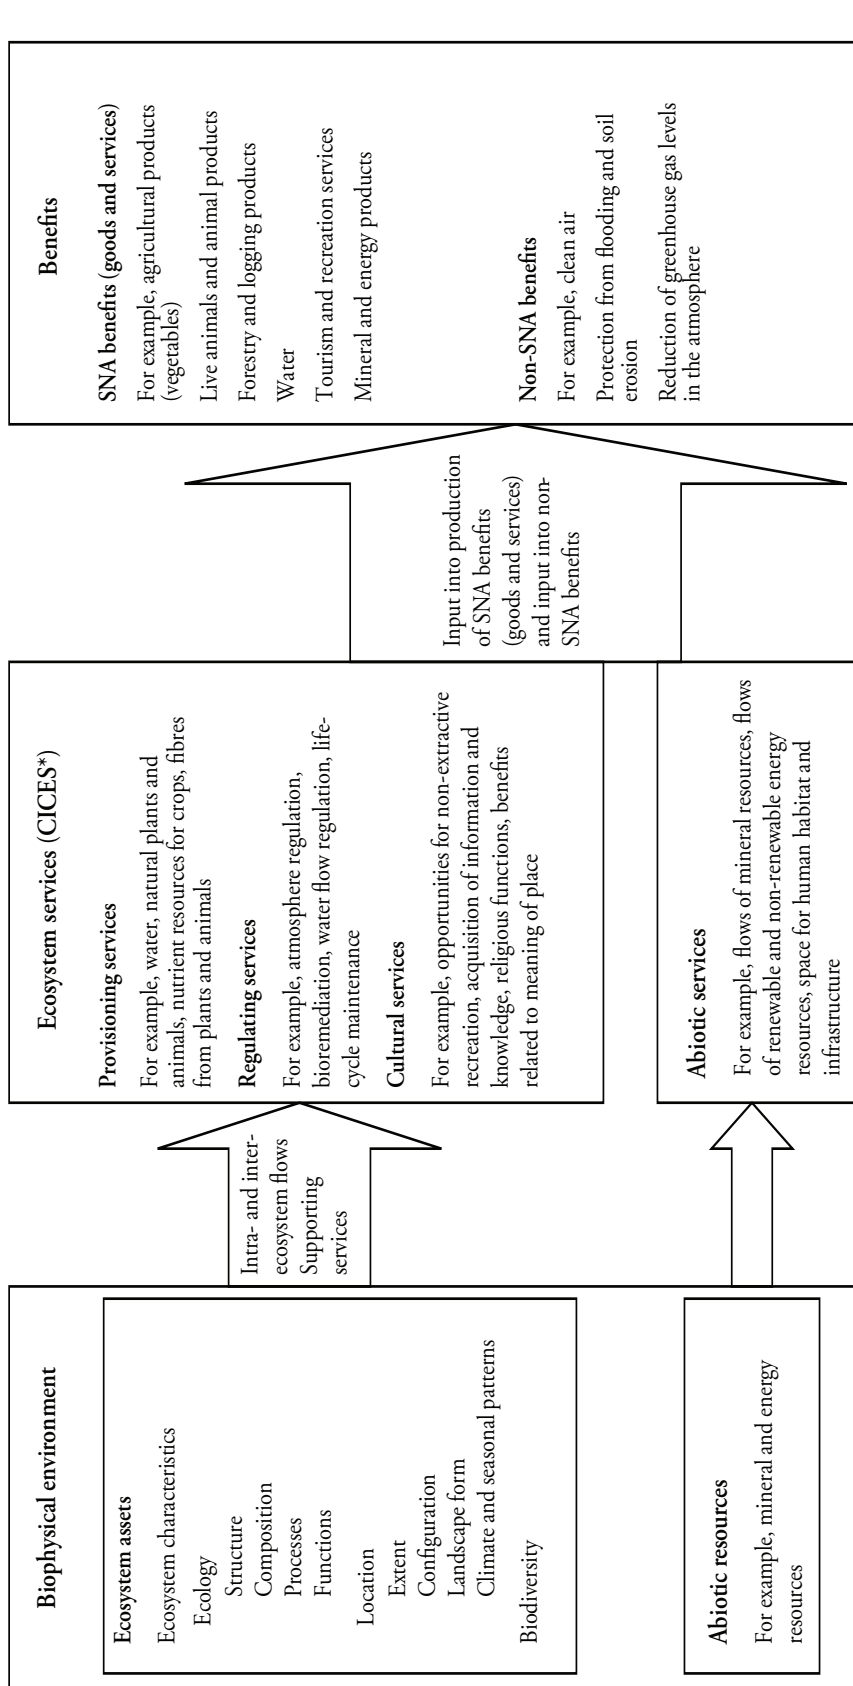 Biophysical environment
Ecosystem assets
Ecosystem characteristics
Ecology
Structure
Composition
Processes
Functions
Location
Extent
Configuration
Landscape form
Climate and seasonal patterns
Biodiversity
Abiotic resources
For example, mineral and energy
resources
Intra- and inter-
ecosystem flows
Supporting
services
Ecosystem services (CICES*)
Provisioning services
For example, water, natural plants and
animals, nutrient resources for crops, fibres
from plants and animals
Regulating services
For example, atmosphere regulation,
bioremediation, water flow regulation, life-
cycle maintenance
Cultural services
For example, opportunities for non-extractive
recreation, acquisition of information and
knowledge, religious functions, benefits
related to meaning of place
Abiotic services
For example, flows of mineral resources, flows
of renewable and non-renewable energy
resources, space for human habitat and
infrastructure
Input into production
of SNA benefits
(goods and services)
and input into non-
SNA benefits
Benefits
SNA benefits (goods and services)
For example, agricultural products
(vegetables)
Live animals and animal products
Forestry and logging products
Water
Tourism and recreation services
Mineral and energy products
Non-SNA benefits
For example, clean air
Protection from flooding and soil
erosion
Reduction of greenhouse gas levels
in the atmosphere